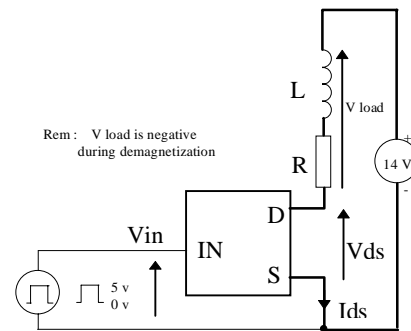 L
V load
Rem : V load is negative
during demagnetization
R
14 V
-
D
Vin
IN
Vds
S
5 v
0 v
Ids